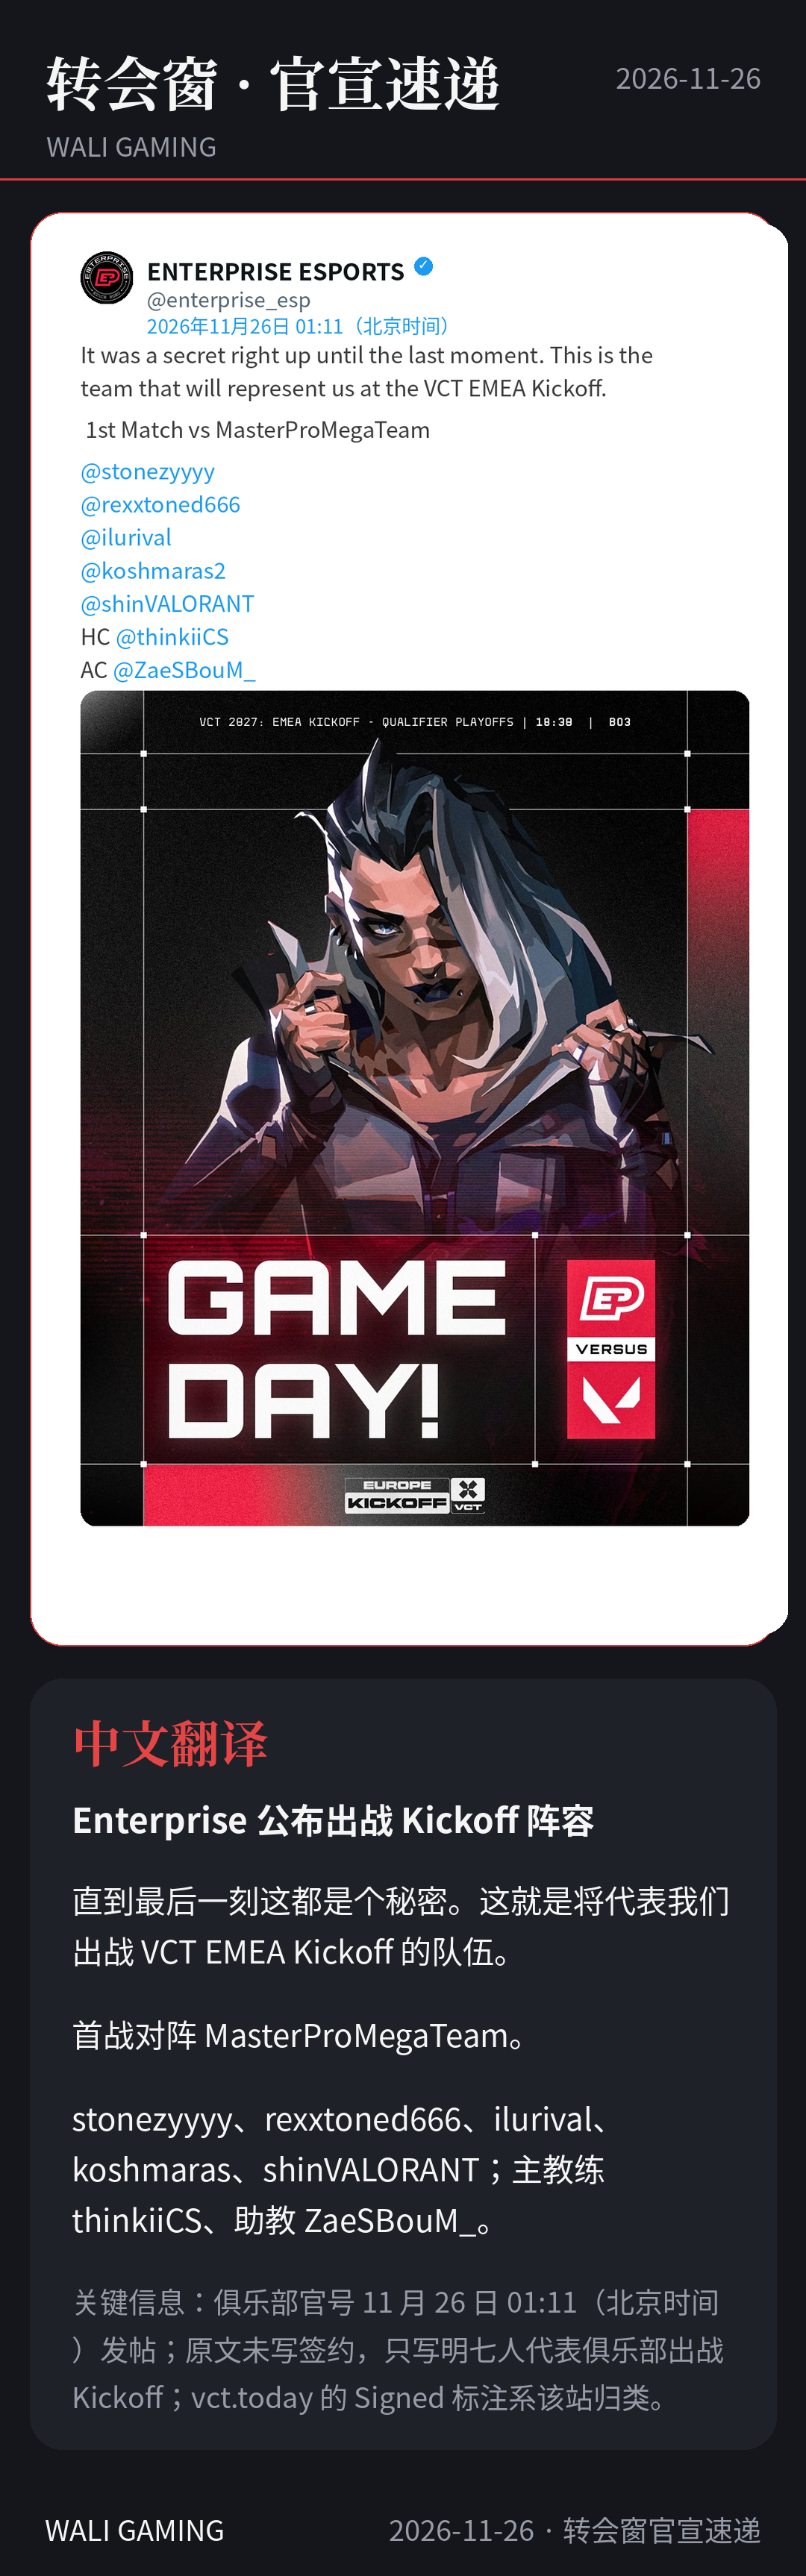 转会窗 · 官宣速递
2026-11-26
WALI GAMING
ENTERPRISE ESPORTS
@enterprise_esp
2026年11月26日 01:11（北京时间）
It was a secret right up until the last moment. This is the
team that will represent us at the VCT EMEA Kickoff.
1st Match vs MasterProMegaTeam
@stonezyyyy
@rexxtoned666
@ilurival
@koshmaras2
@shinVALORANT
HC @thinkiiCS
AC @ZaeSBouM_
VCT 2027: EMEA KICKOFF - QUALIFIER PLAYOFFS | 18:30 | BO3
GAME
DAY!
EP
VERSUS
EUROPE
KICKOFF
VCT
中文翻译
Enterprise 公布出战 Kickoff 阵容
直到最后一刻这都是个秘密。这就是将代表我们
出战 VCT EMEA Kickoff 的队伍。
首战对阵 MasterProMegaTeam。
stonezyyyy、rexxtoned666、ilurival、
koshmaras、shinVALORANT；主教练
thinkiiCS、助教 ZaeSBouM_。
关键信息：俱乐部官号 11 月 26 日 01:11（北京时间
）发帖；原文未写签约，只写明七人代表俱乐部出战
Kickoff；vct.today 的 Signed 标注系该站归类。
WALI GAMING
2026-11-26 · 转会窗官宣速递